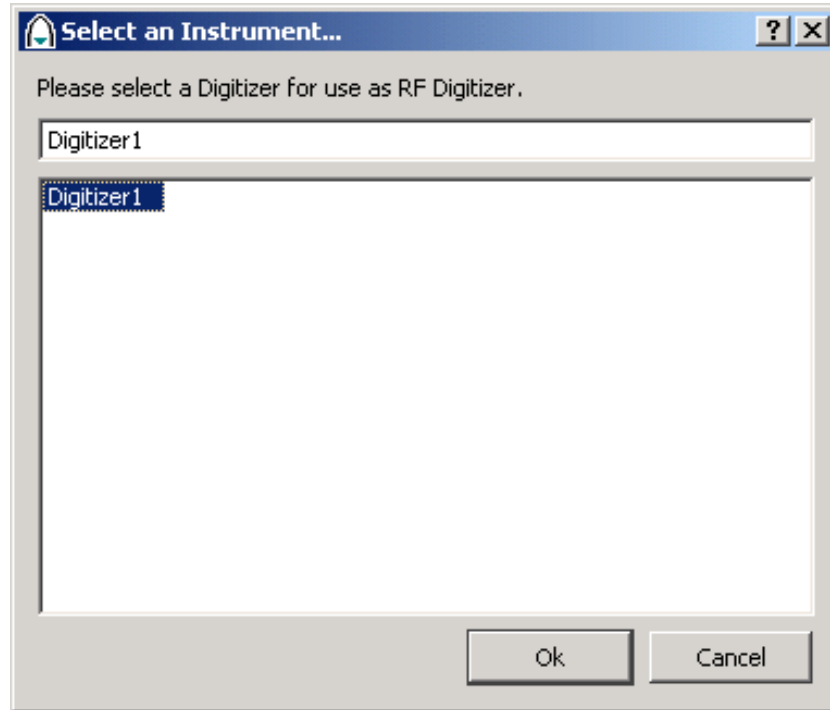 Select an Instrument...
Please select a Digitizer for use as RF Digitizer.
Digitizer1
Digitizer1
Ok Cancel